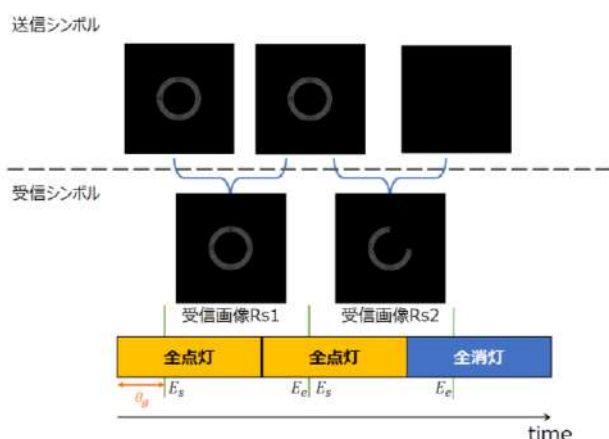 送信シンボル
受信シンボル
受信画像Rs1
受信画像Rs2
全点灯
全点灯
全消灯
θg
Es
Ee
Es
Ee
time